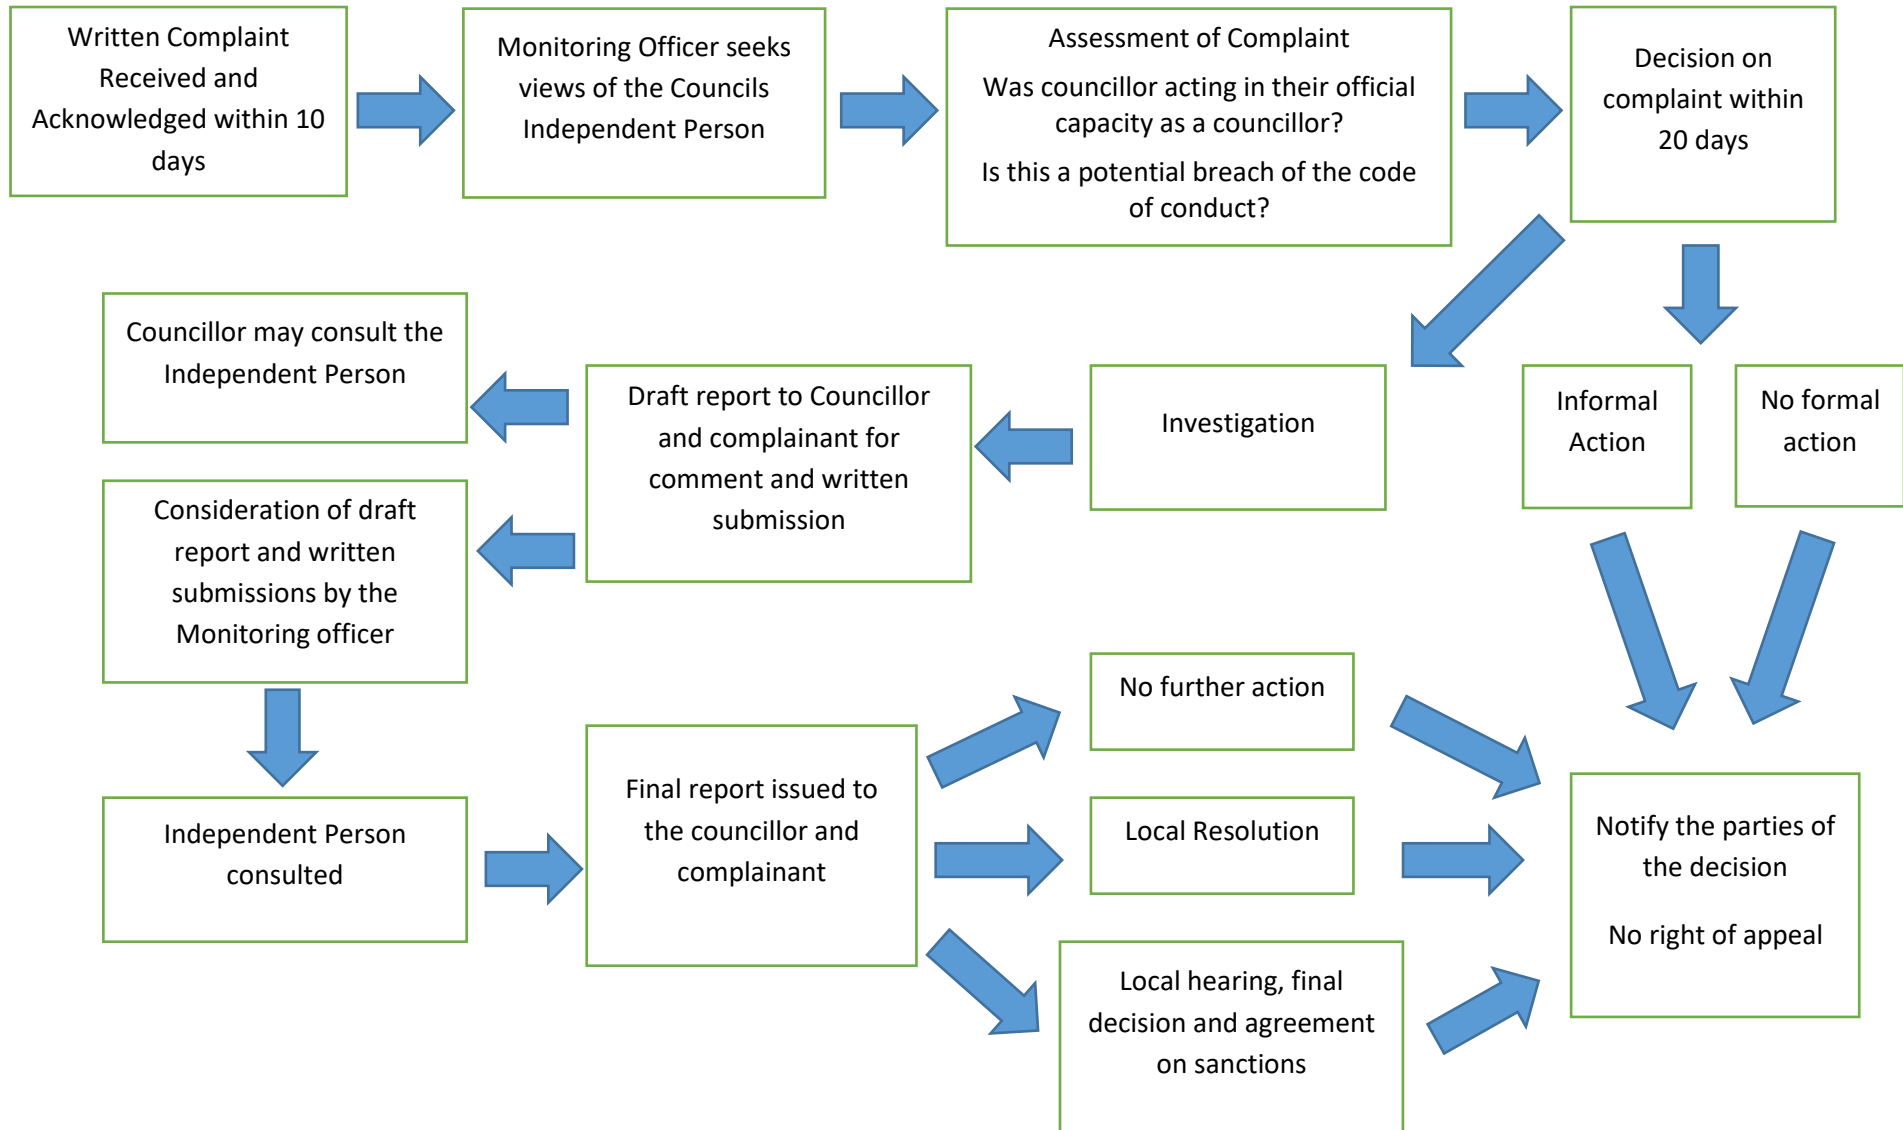 Written Complaint
Received and
Acknowledged within 10
days
Monitoring Officer seeks
views of the Councils
Independent Person
Assessment of Complaint
Was councillor acting in their official
capacity as a councillor?
Is this a potential breach of the code
of conduct?
Decision on
complaint within
20 days
Councillor may consult the
Independent Person
Draft report to Councillor
and complainant for
comment and written
submission
Investigation
Informal
Action
No formal
action
Consideration of draft
report and written
submissions by the
Monitoring officer
Independent Person
consulted
Final report issued to
the councillor and
complainant
No further action
Local Resolution
Local hearing, final
decision and agreement
on sanctions
Notify the parties of
the decision
No right of appeal